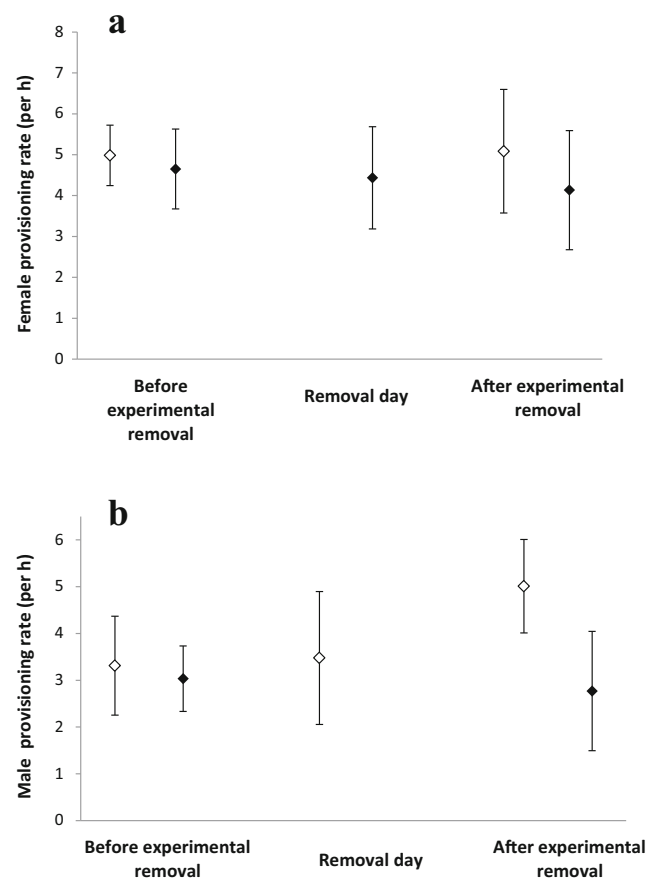 a
8
7
6
5
4
3
2
1
0
Female provisioning rate (per h)
Before
experimental
removal
Removal day
After experimental
removal
b
6
5
4
3
2
1
0
Male provisioning rate (per h)
Before experimental
removal
Removal day
After experimental
removal